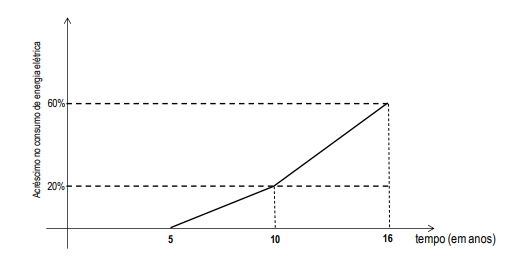 Acréscimo no consumo de energia elétrica
60%
20%
5
10
16
tempo (em anos)